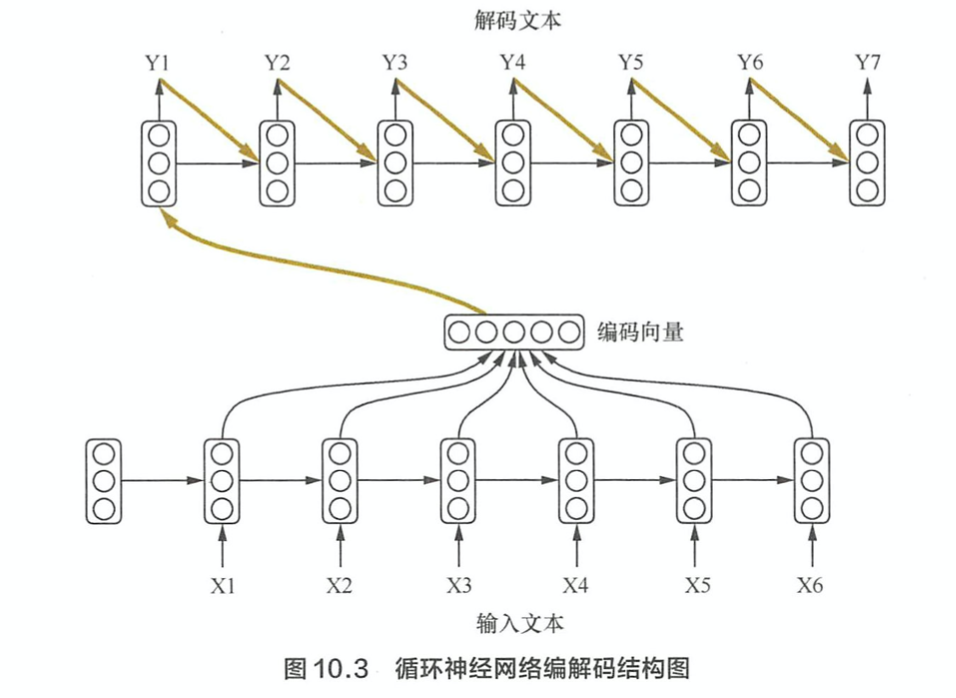 解码文本
Y1 Y2 Y3 Y4 Y5 Y6 Y7
编码向量
X1 X2 X3 X4 X5 X6
输入文本
图 10.3 循环神经网络编解码结构图